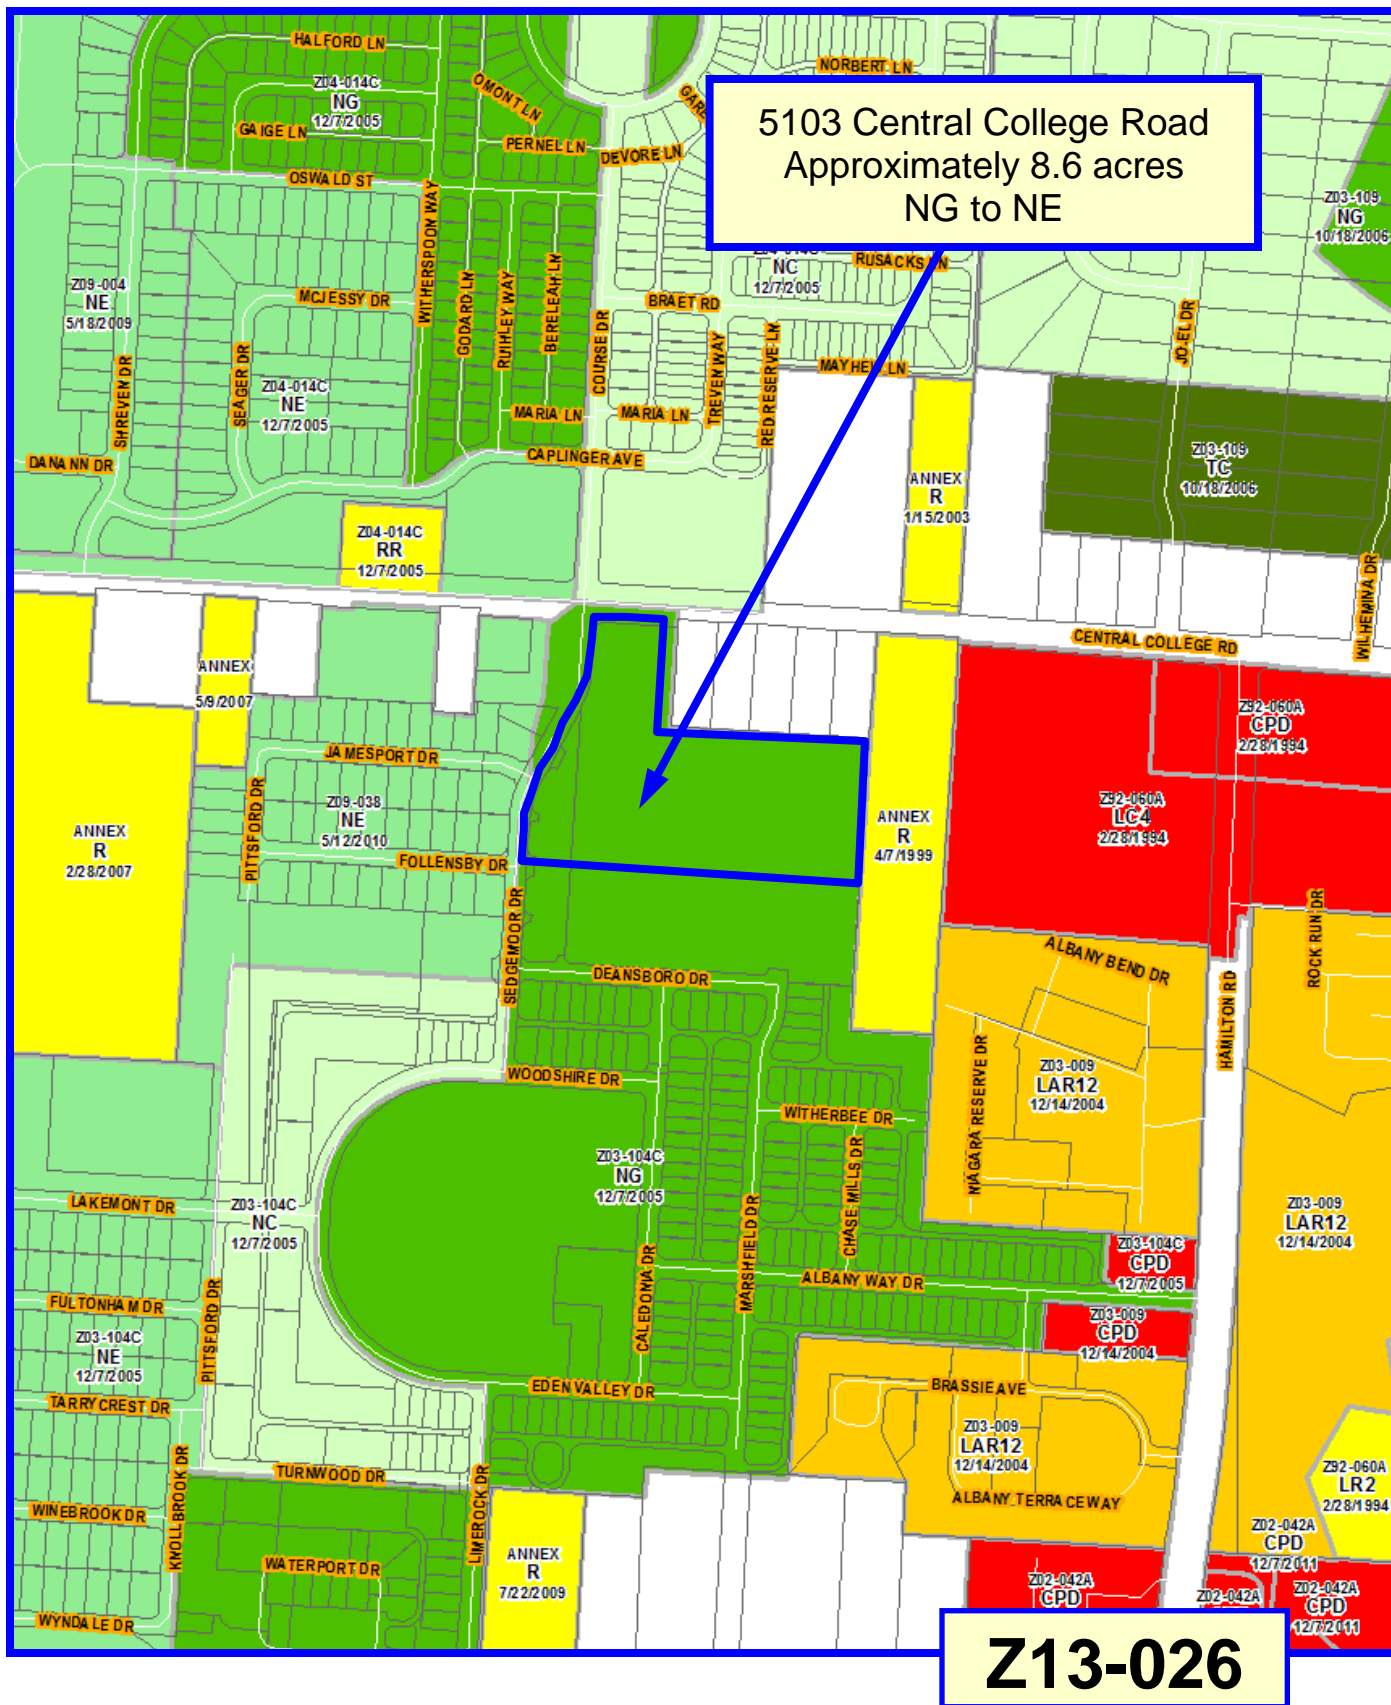 HALFORD LN
Z04-014C
NG
12/7/2005
GAIGE LN
OMONT LN
PERNEL LN
DEVORE LN
NORBERT LN
5103 Central College Road
Approximately 8.6 acres
NG to NE
OSWALD ST
WITHERSPOON WAY
Z03-109
NG
10/18/2006
NC
12/7/2005
RUSACKS LN
Z09-004
NE
5/18/2009
MCJESSY DR
GODARD LN
RUIHLEY WAY
BERELEAH LN
COURSE DR
BRAET RD
TREVEN WAY
RED RESERVE LN
MAYHEW LN
JO-EL DR
SHREVEN DR
SEAGER DR
Z04-014C
NE
12/7/2005
MARIA LN
MARIA LN
CAPLINGER AVE
DANANN DR
ANNEX
R
1/15/2003
Z03-109
TC
10/18/2006
Z04-014C
RR
12/7/2005
WILHEMINA DR
CENTRAL COLLEGE RD
ANNEX
5/9/2007
JAMESPORT DR
PITTSFORD DR
Z09-038
NE
5/12/2010
FOLLENSBY DR
ANNEX
R
2/28/2007
ANNEX
R
4/7/1999
Z92-060A
CPD
2/28/1994
Z92-060A
LC4
2/28/1994
SEDGEMOOR DR
DEANSBORO DR
ALBANY BEND DR
HAMILTON RD
ROCK RUN DR
WOODSHIRE DR
WITHERBEE DR
NIAGARA RESERVE DR
Z03-009
LAR12
12/14/2004
Z03-104C
NG
12/7/2005
CHASE MILLS DR
MARSHFIELD DR
LAKEMONT DR
Z03-104C
NC
12/7/2005
Z03-009
LAR12
12/14/2004
Z03-104C
CPD
12/7/2005
CALEDONIA DR
ALBANY WAY DR
FULTONHAM DR
PITTSFORD DR
Z03-104C
NE
12/7/2005
Z03-009
CPD
12/14/2004
EDEN VALLEY DR
BRASSIE AVE
TARRYCREST DR
Z03-009
LAR12
12/14/2004
ALBANY TERRACE WAY
TURNWOOD DR
KNOLLBROOK DR
LIMEROCK DR
WINEBROOK DR
WATERPORT DR
WYNDALE DR
ANNEX
R
7/22/2009
Z92-060A
LR2
2/28/1994
Z02-042A
CPD
12/7/2011
Z02-042A
CPD
Z02-042A
Z02-042A
CPD
12/7/2011
Z13-026